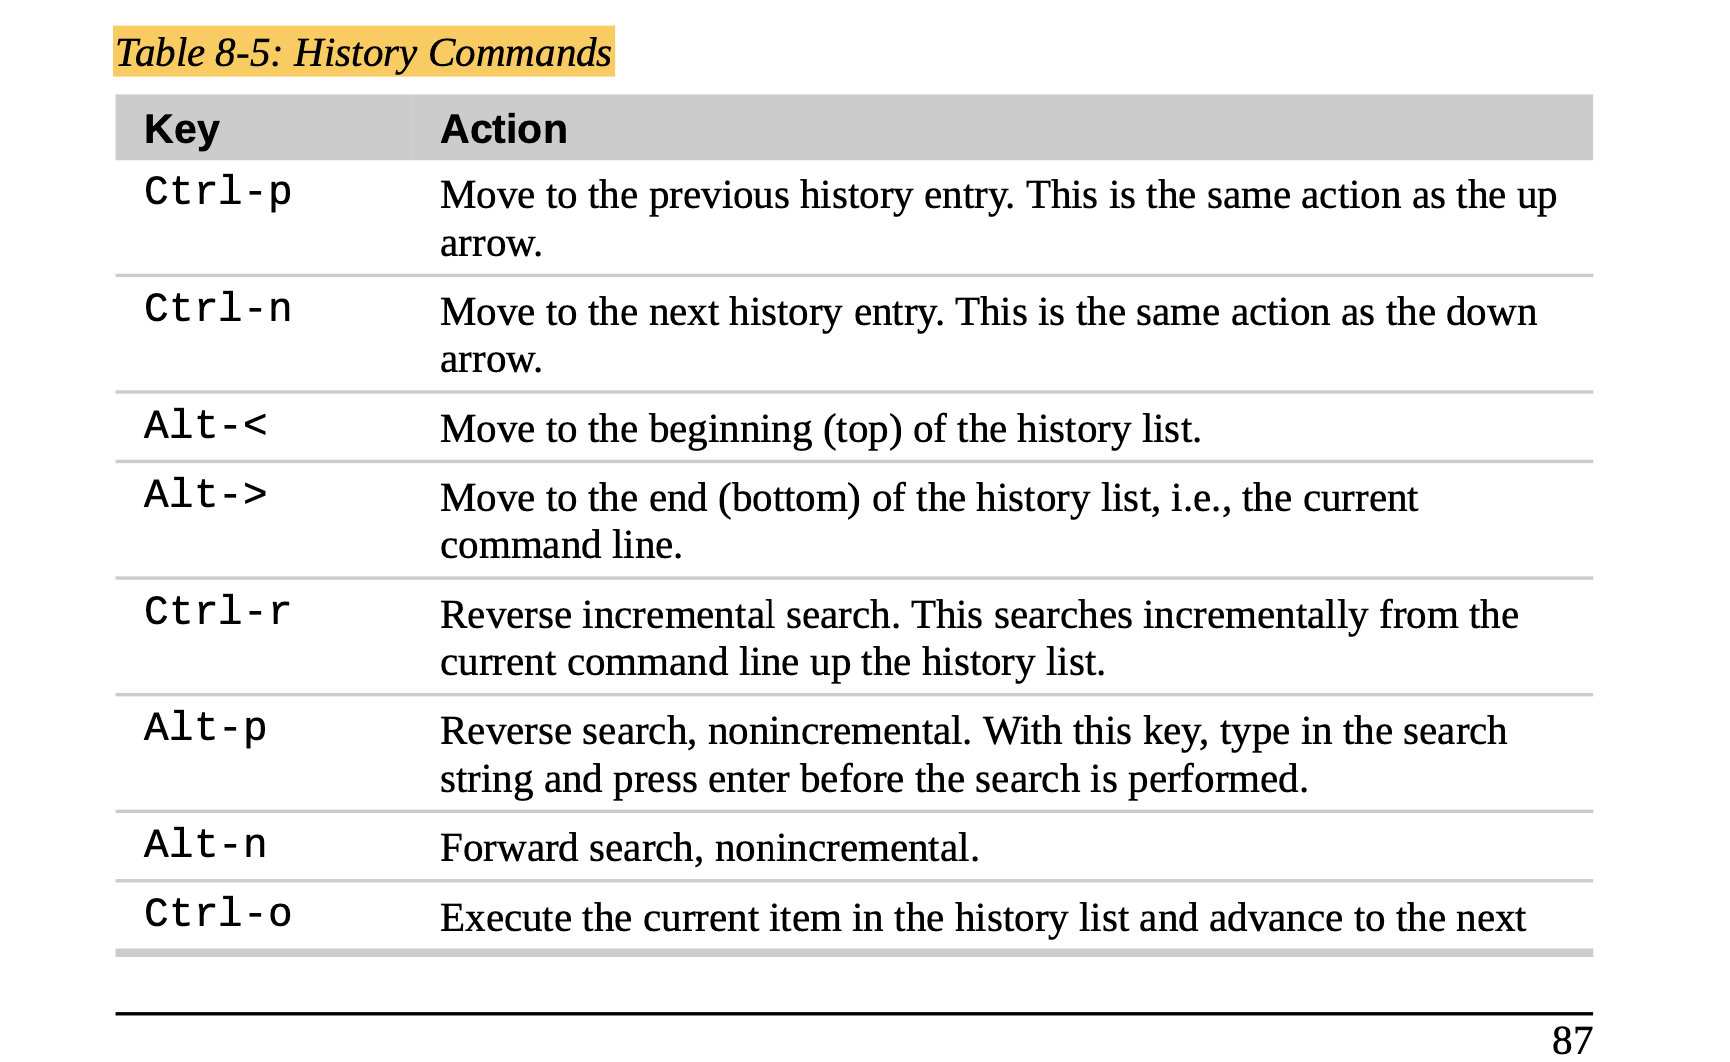 Table 8-5: History Commands
Key Action
Ctrl-p Move to the previous history entry. This is the same action as the up
arrow.
Ctrl-n Move to the next history entry. This is the same action as the down
arrow.
Alt-< Move to the beginning (top) of the history list.
Alt-> Move to the end (bottom) of the history list, i.e., the current
command line.
Ctrl-r Reverse incremental search. This searches incrementally from the
current command line up the history list.
Alt-p Reverse search, nonincremental. With this key, type in the search
string and press enter before the search is performed.
Alt-n Forward search, nonincremental.
Ctrl-o Execute the current item in the history list and advance to the next
87